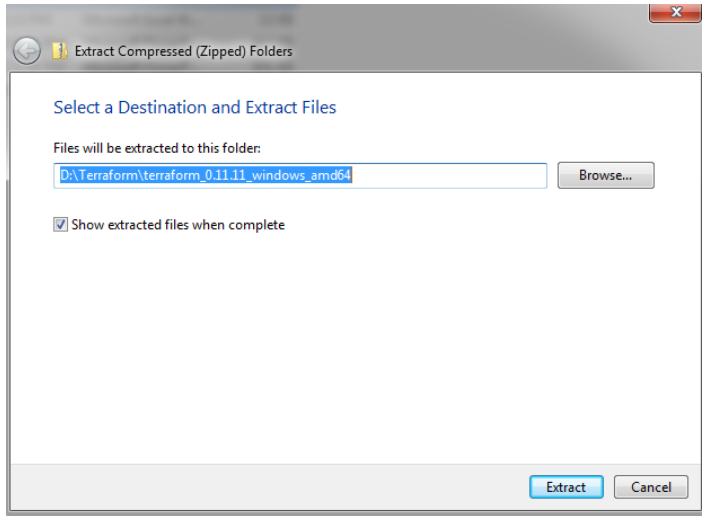 Extract Compressed (Zipped) Folders
Select a Destination and Extract Files
Files will be extracted to this folder:
D:\Terraform\terraform_0.11.11_windows_amd64
Browse...
Show extracted files when complete
Extract
Cancel